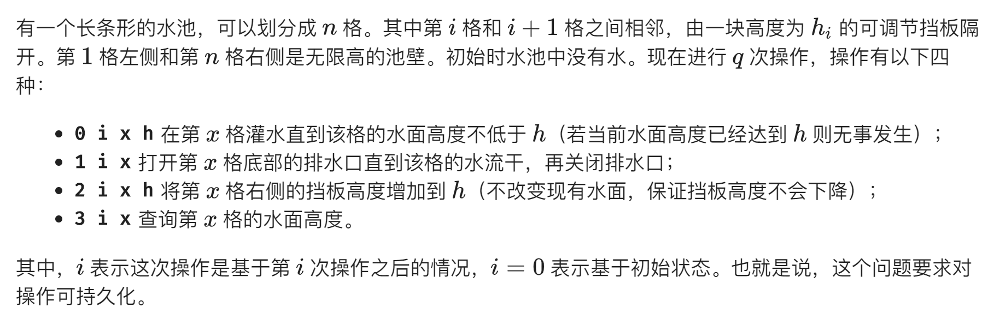 有一个长条形的水池，可以划分成 n 格。其中第 i 格和 i + 1 格之间相邻，由一块高度为 h_i 的可调节挡板隔
开。第 1 格左侧和第 n 格右侧是无限高的池壁。初始时水池中没有水。现在进行 q 次操作，操作有以下四
种：
• 0 i x h 在第 x 格灌水直到该格的水面高度不低于 h（若当前水面高度已经达到 h 则无事发生）；
• 1 i x 打开第 x 格底部的排水口直到该格的水流干，再关闭排水口；
• 2 i x h 将第 x 格右侧的挡板高度增加到 h（不改变现有水面，保证挡板高度不会下降）；
• 3 i x 查询第 x 格的水面高度。
其中，i 表示这次操作是基于第 i 次操作之后的情况，i = 0 表示基于初始状态。也就是说，这个问题要求对
操作可持久化。